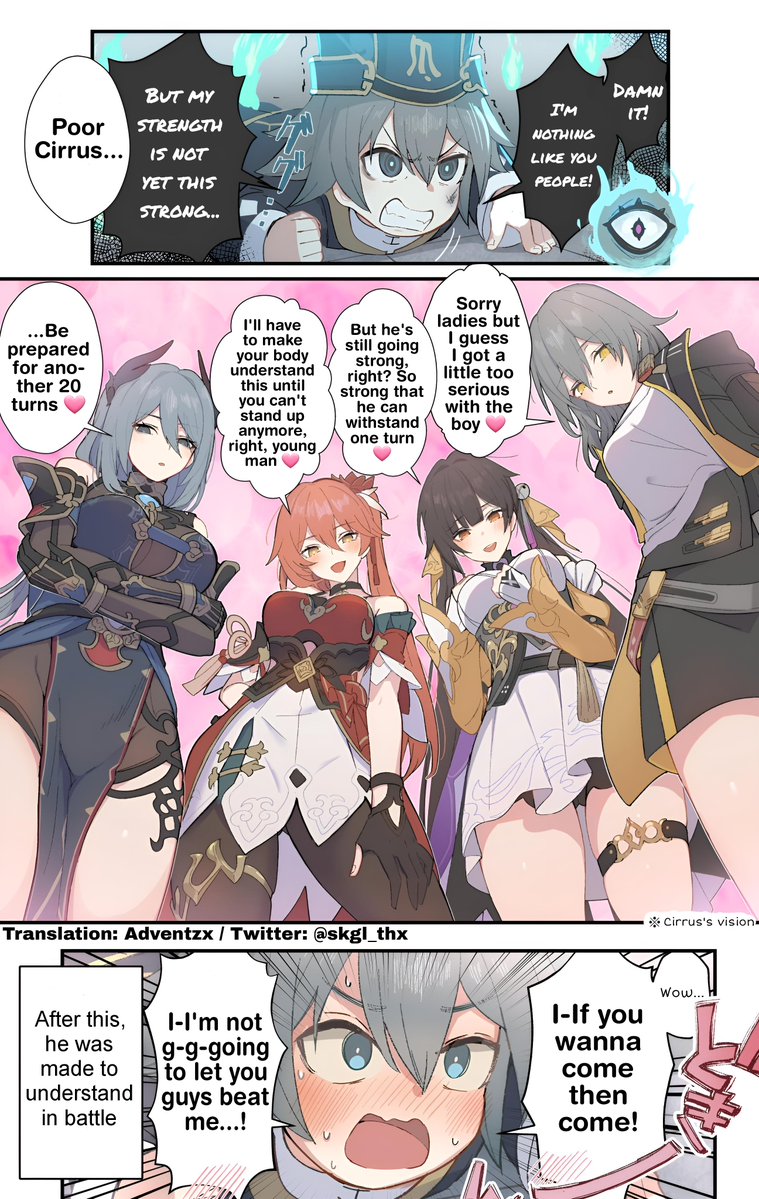 DAMN
IT!
I'M
NOTHING
LIKE YOU
PEOPLE!
ググ
BUT MY
STRENGTH
IS NOT
YET THIS
STRONG...
Poor
Cirrus...
Sorry
ladies but
I guess
I got a
little too
serious
with the
boy
But he's
still going
strong,
right? So
strong that
he can
withstand
one turn
I'll have
to make
your body
understand
this until
you can't
stand up
anymore,
right, young
man
...Be
prepared
for ano-
ther 20
turns
※Cirrus's vision
Translation: Adventzx / Twitter: @skgl_thx
Wow...
I-If you
wanna
come
then
come!
どきっ
I-I'm not
g-g-going
to let you
guys beat
me...!
After this,
he was
made to
understand
in battle